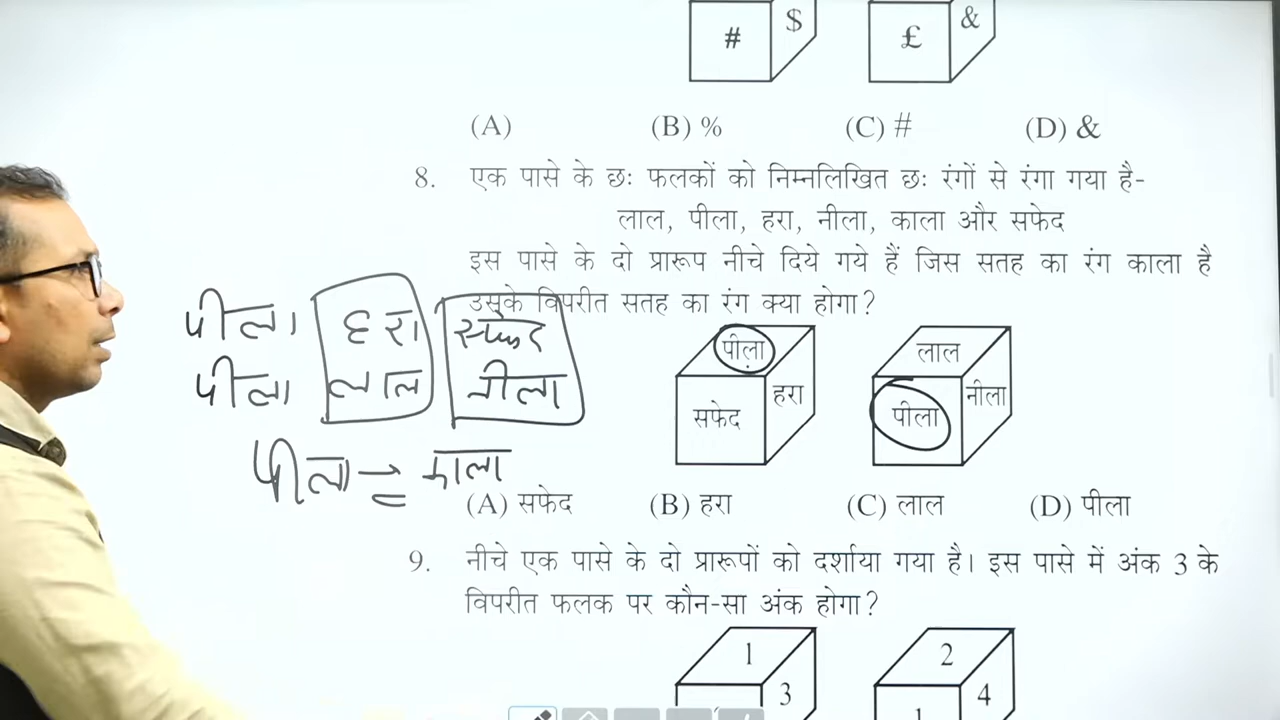 # $ £ &
(A) (B) % (C) # (D) &
8. एक पासे के छः फलकों को निम्नलिखित छः रंगों से रंगा गया है-
लाल, पीला, हरा, नीला, काला और सफेद
इस पासे के दो प्रारूप नीचे दिये गये हैं जिस सतह का रंग काला है
उसके विपरीत सतह का रंग क्या होगा?
पीला हरा सफेद
पीला लाल नीला
पीला = काला
पीला हरा सफेद
लाल नीला पीला
(A) सफेद (B) हरा (C) लाल (D) पीला
9. नीचे एक पासे के दो प्रारूपों को दर्शाया गया है। इस पासे में अंक 3 के
विपरीत फलक पर कौन-सा अंक होगा?
1 2
3 4
1